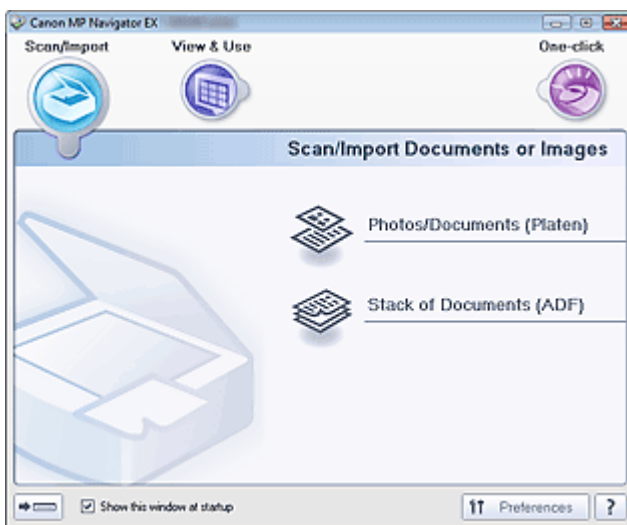 Canon MP Navigator EX
Scan/Import
View & Use
One-click
Scan/Import Documents or Images
Photos/Documents (Platen)
Stack of Documents (ADF)
Show this window at startup
Preferences
?